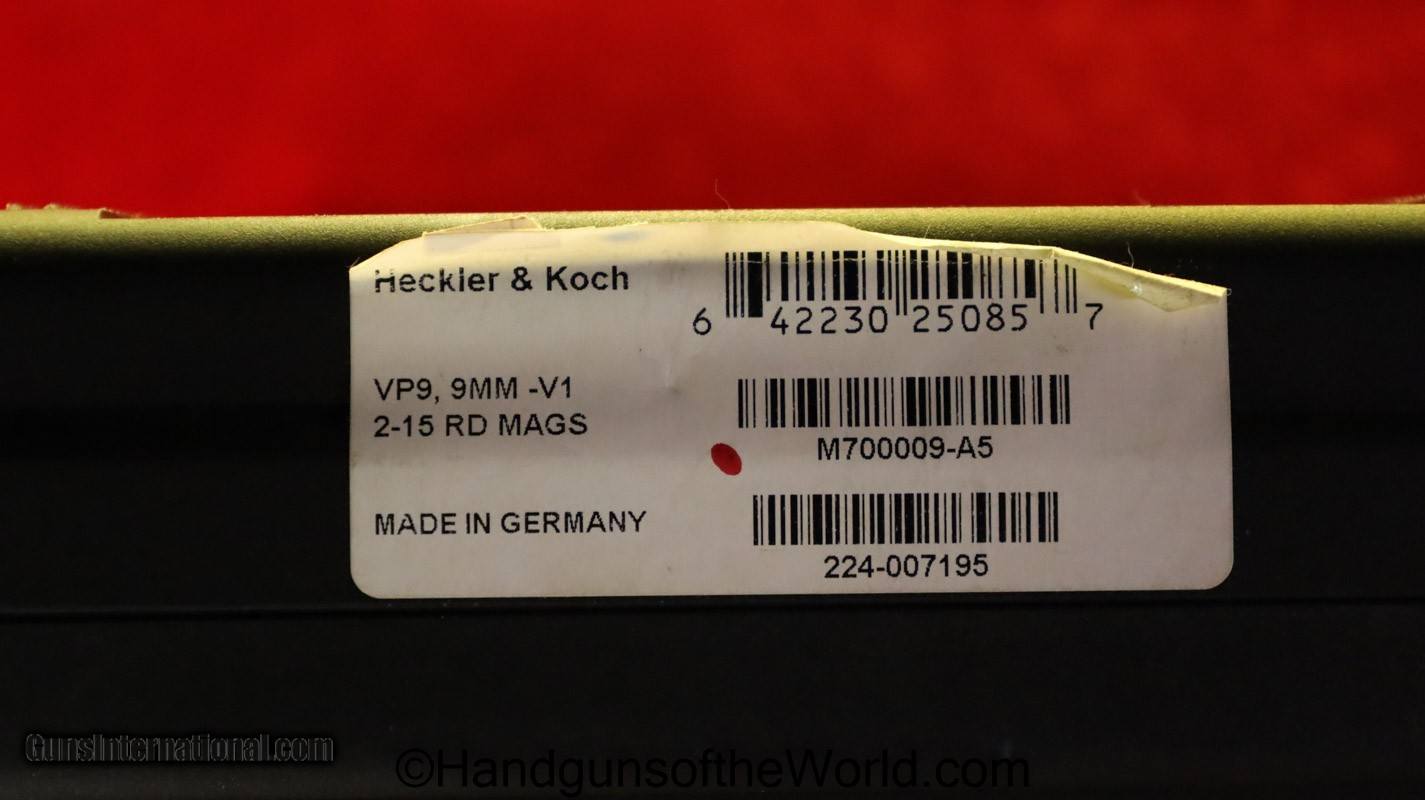 Heckler & Koch
6 42230 25085 7
VP9, 9MM -V1
2-15 RD MAGS
M700009-A5
MADE IN GERMANY
224-007195
GunsInternational.com
©HandgunsoftheWorld.com